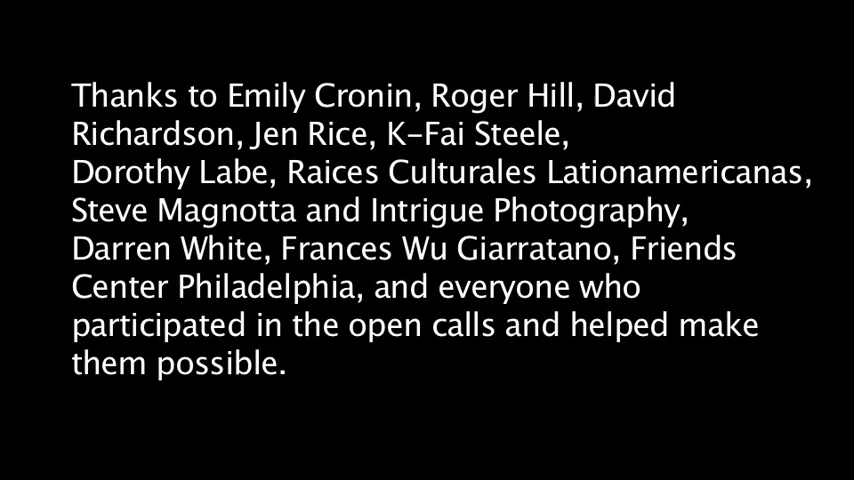 Thanks to Emily Cronin, Roger Hill, David
Richardson, Jen Rice, K-Fai Steele,
Dorothy Labe, Raices Culturales Lationamericanas,
Steve Magnotta and Intrigue Photography,
Darren White, Frances Wu Giarratano, Friends
Center Philadelphia, and everyone who
participated in the open calls and helped make
them possible.